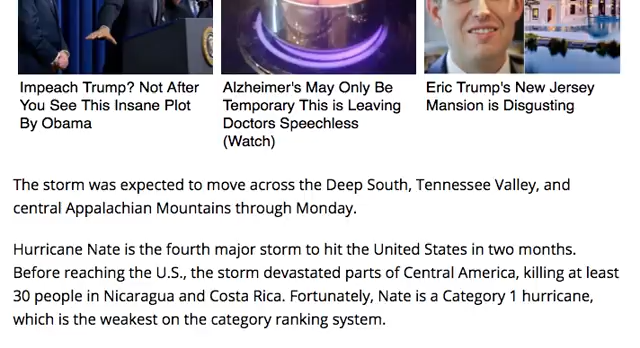 Impeach Trump? Not After
You See This Insane Plot
By Obama
Alzheimer's May Only Be
Temporary This is Leaving
Doctors Speechless
(Watch)
Eric Trump's New Jersey
Mansion is Disgusting
The storm was expected to move across the Deep South, Tennessee Valley, and
central Appalachian Mountains through Monday.
Hurricane Nate is the fourth major storm to hit the United States in two months.
Before reaching the U.S., the storm devastated parts of Central America, killing at least
30 people in Nicaragua and Costa Rica. Fortunately, Nate is a Category 1 hurricane,
which is the weakest on the category ranking system.